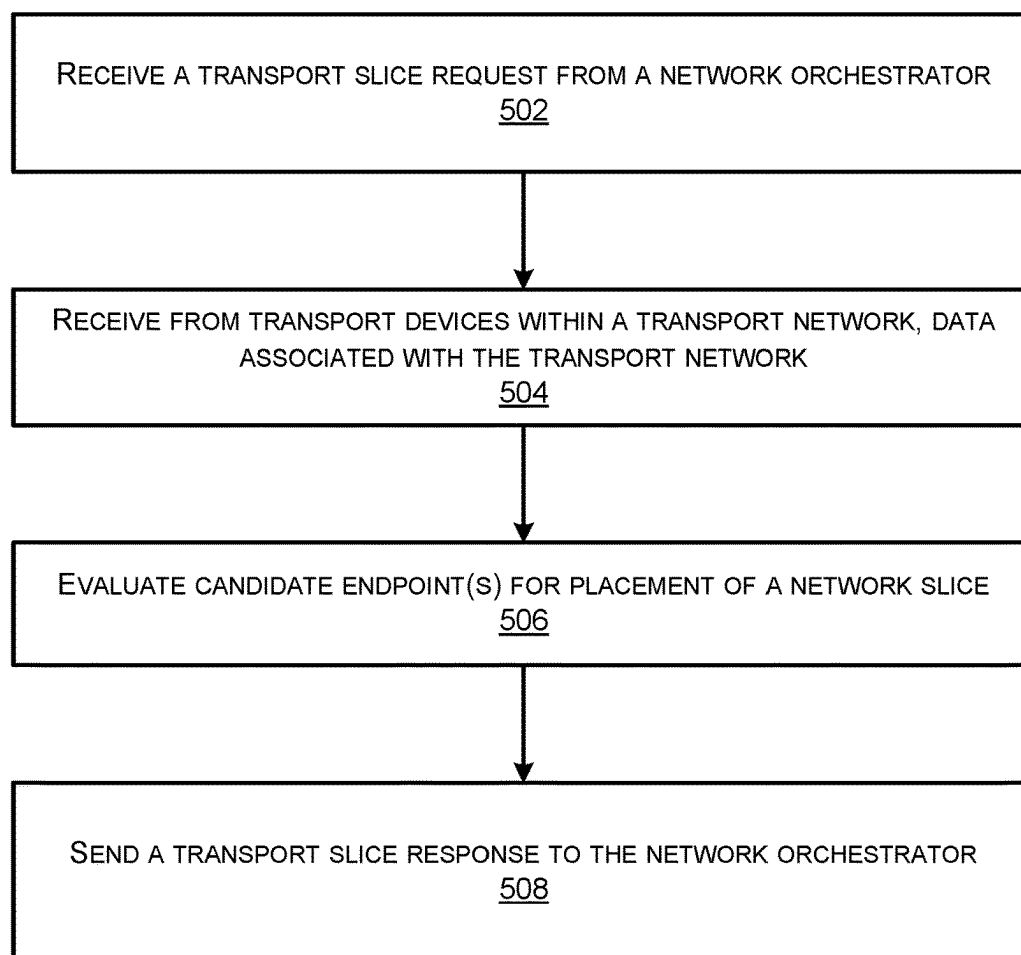 RECEIVE A TRANSPORT SLICE REQUEST FROM A NETWORK ORCHESTRATOR
502
RECEIVE FROM TRANSPORT DEVICES WITHIN A TRANSPORT NETWORK, DATA
ASSOCIATED WITH THE TRANSPORT NETWORK
504
EVALUATE CANDIDATE ENDPOINT(S) FOR PLACEMENT OF A NETWORK SLICE
506
SEND A TRANSPORT SLICE RESPONSE TO THE NETWORK ORCHESTRATOR
508